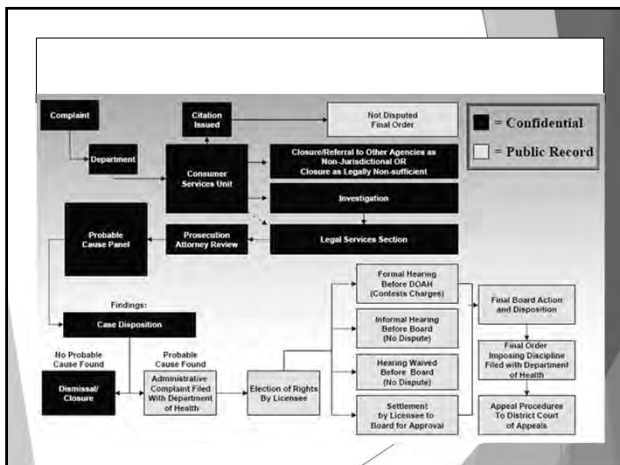 Complaint
Department
Citation
Issued
Not Disputed
Final Order
= Confidential
= Public Record
Consumer
Services Unit
Closure/Referral to Other Agencies as
Non-Jurisdictional OR
Closure as Legally Non-sufficient
Investigation
Legal Services Section
Prosecution
Attorney Review
Probable
Cause Panel
Findings:
Case Disposition
No Probable
Cause Found
Dismissal/
Closure
Probable
Cause Found
Administrative
Complaint Filed
With Department
of Health
Election of Rights
By Licensee
Formal Hearing
Before DOAH
(Contests Charges)
Informal Hearing
Before Board
(No Dispute)
Hearing Waived
Before Board
(No Dispute)
Settlement
by Licensee to
Board for Approval
Final Board Action
and Disposition
Final Order
Imposing Discipline
Filed with Department
of Health
Appeal Procedures
To District Court
of Appeals